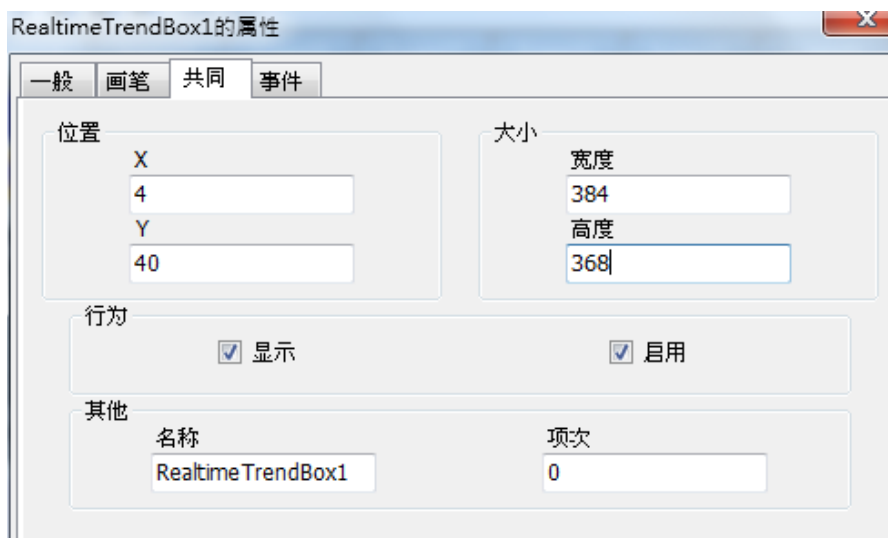 RealtimeTrendBox1的属性
一般 画笔 共同 事件
位置 大小
X 宽度
4 384
Y 高度
40 368
行为
显示 启用
其他
名称 项次
RealtimeTrendBox1 0